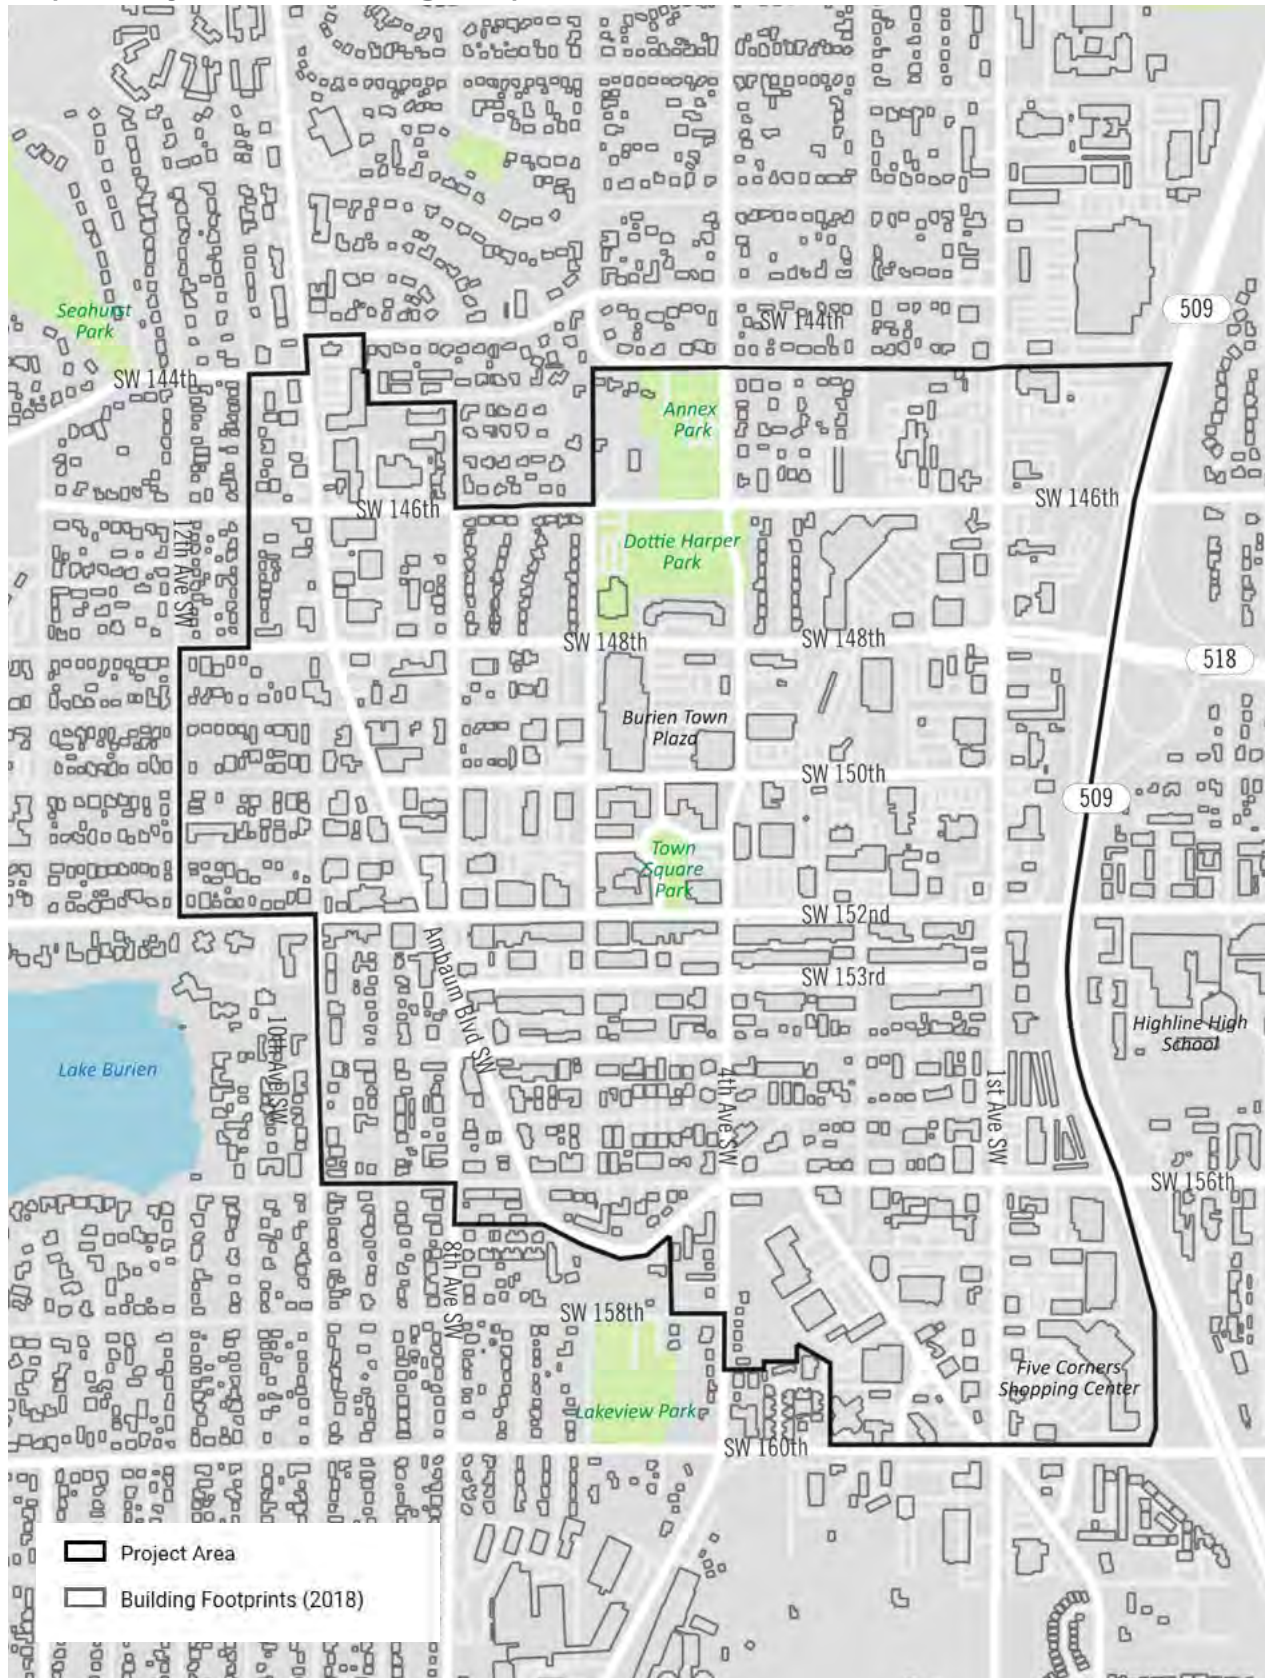 509
Seahurst
Park
SW 144th
SW 144th
Annex
Park
SW 146th
SW 146th
12th Ave SW
Dottie Harper
Park
SW 148th
SW 148th
518
Burien Town
Plaza
SW 150th
509
Town
Square
Park
SW 152nd
Ambaum Blvd SW
SW 153rd
10th Ave SW
Highline High
School
Lake Burien
4th Ave SW
1st Ave SW
SW 156th
8th Ave SW
SW 158th
Five Corners
Shopping Center
Lakeview Park
SW 160th
Project Area
Building Footprints (2018)